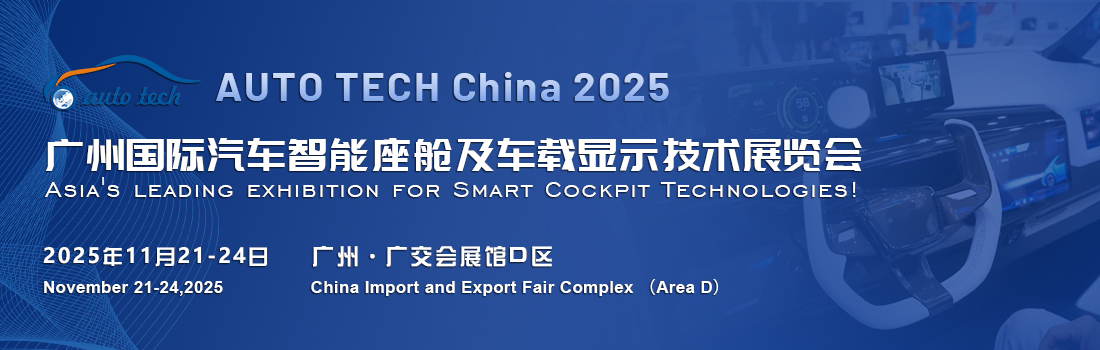 auto tech
AUTO TECH China 2025
广州国际汽车智能座舱及车载显示技术展览会
ASIA'S LEADING EXHIBITION FOR SMART COCKPIT TECHNOLOGIES!
2025年11月21-24日
广州·广交会展馆D区
November 21-24,2025
China Import and Export Fair Complex （Area D）
58